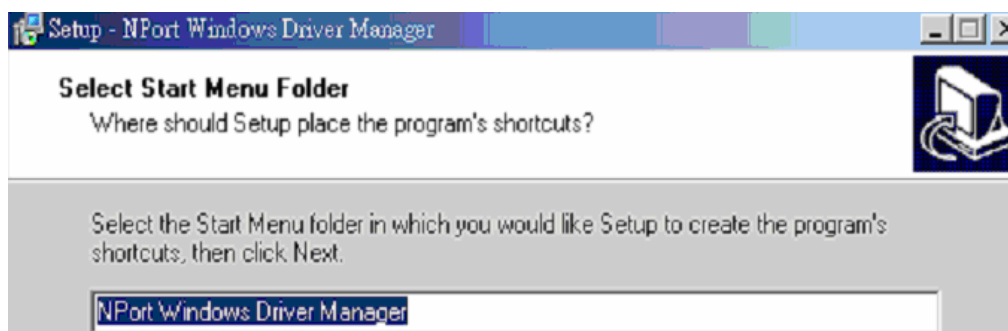 Setup - NPort Windows Driver Manager
Select Start Menu Folder
Where should Setup place the program's shortcuts?
Select the Start Menu folder in which you would like Setup to create the program's
shortcuts, then click Next.
NPort Windows Driver Manager